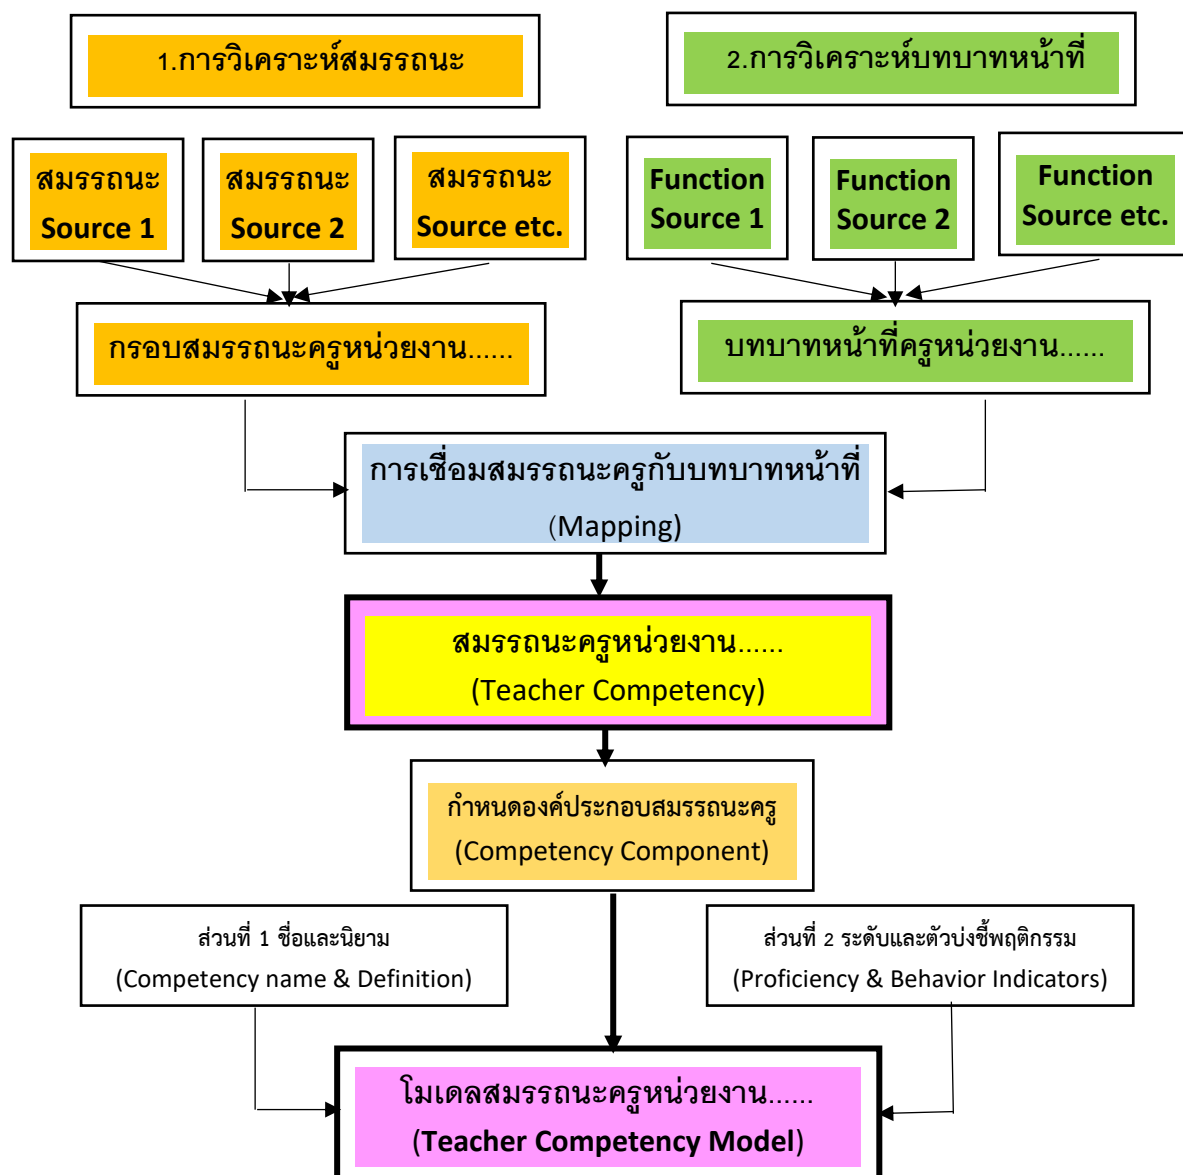 1.การวิเคราะห์สมรรถนะ
2.การวิเคราะห์บทบาทหน้าที่
สมรรถนะ
Source 1
สมรรถนะ
Source 2
สมรรถนะ
Source etc.
Function
Source 1
Function
Source 2
Function
Source etc.
กรอบสมรรถนะครูหน่วยงาน......
บทบาทหน้าที่ครูหน่วยงาน......
การเชื่อมสมรรถนะครูกับบทบาทหน้าที่
(Mapping)
สมรรถนะครูหน่วยงาน......
(Teacher Competency)
กำหนดองค์ประกอบสมรรถนะครู
(Competency Component)
ส่วนที่ 1 ชื่อและนิยาม
(Competency name & Definition)
ส่วนที่ 2 ระดับและตัวบ่งชี้พฤติกรรม
(Proficiency & Behavior Indicators)
โมเดลสมรรถนะครูหน่วยงาน......
(Teacher Competency Model)